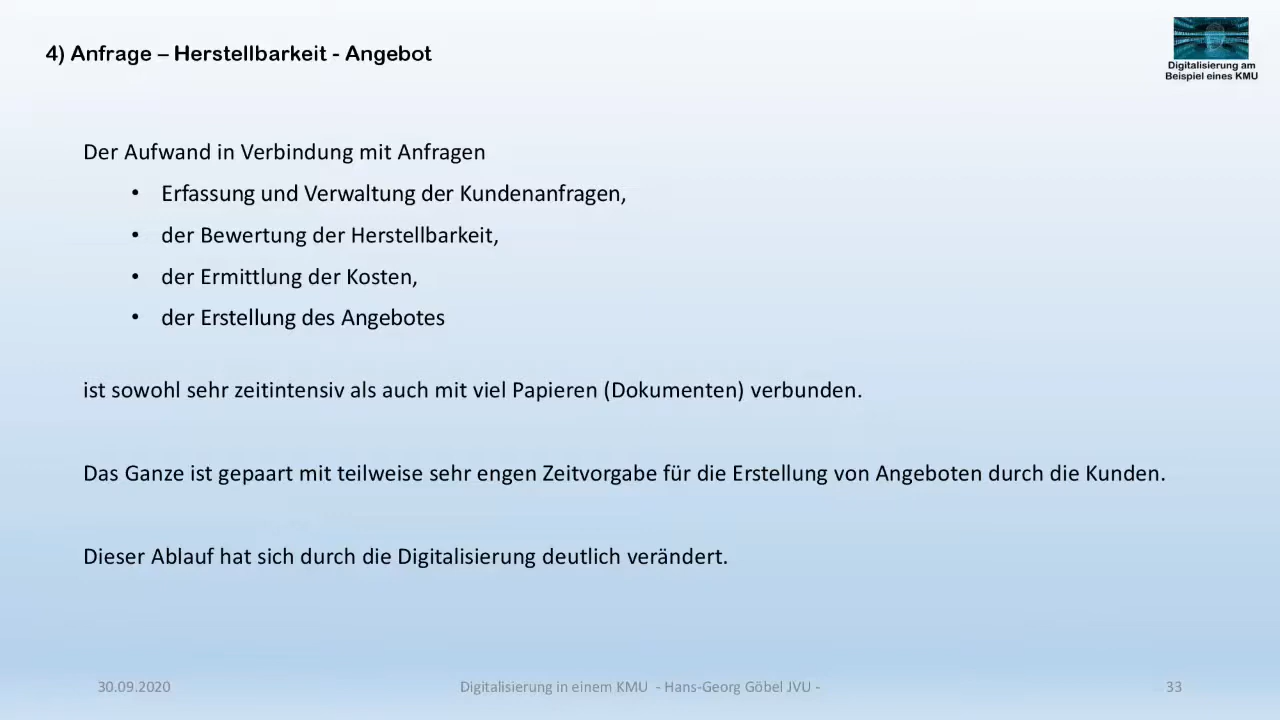 4) Anfrage – Herstellbarkeit - Angebot
Digitalisierung am
Beispiel eines KMU
Der Aufwand in Verbindung mit Anfragen
• Erfassung und Verwaltung der Kundenanfragen,
• der Bewertung der Herstellbarkeit,
• der Ermittlung der Kosten,
• der Erstellung des Angebotes
ist sowohl sehr zeitintensiv als auch mit viel Papieren (Dokumenten) verbunden.
Das Ganze ist gepaart mit teilweise sehr engen Zeitvorgabe für die Erstellung von Angeboten durch die Kunden.
Dieser Ablauf hat sich durch die Digitalisierung deutlich verändert.
30.09.2020 Digitalisierung in einem KMU - Hans-Georg Göbel JVU - 33